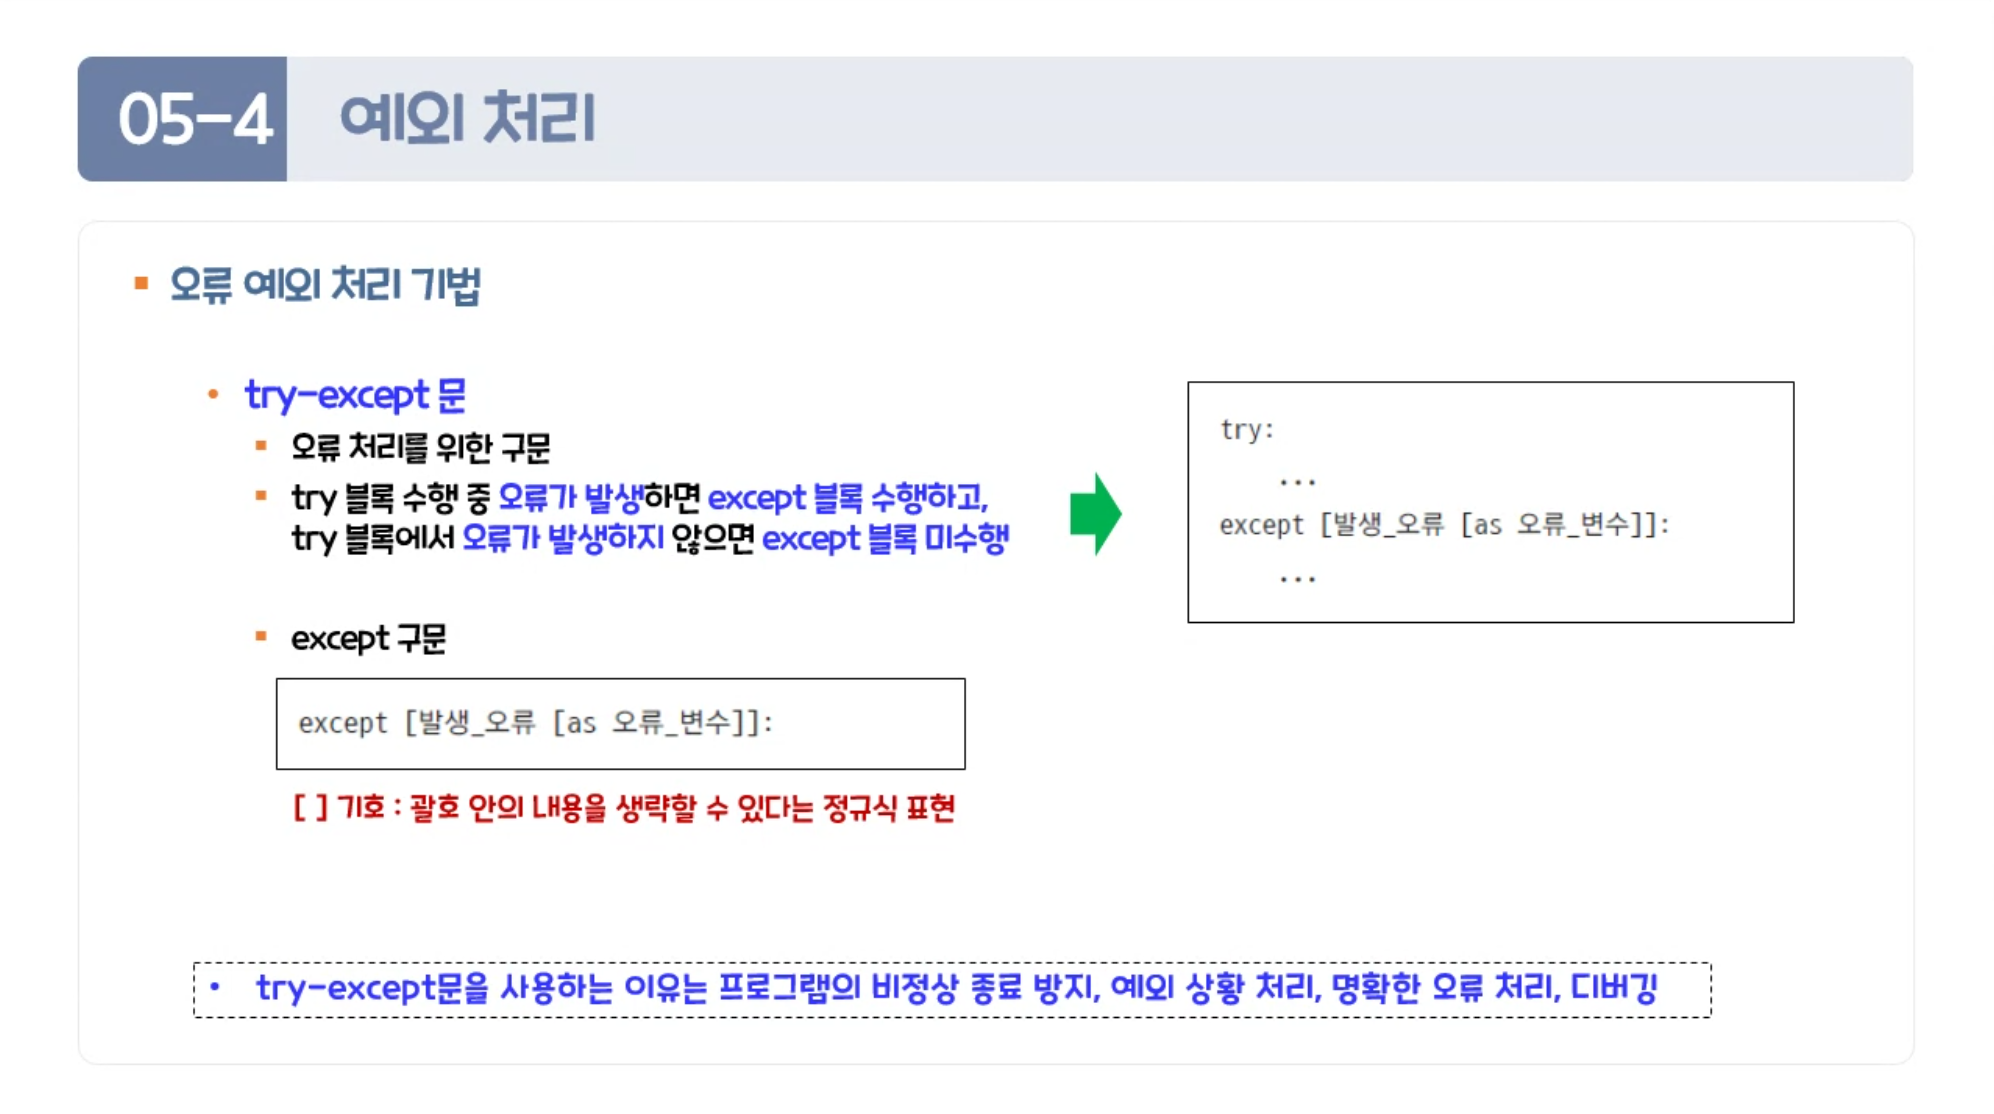 05-4 예외 처리
오류 예외 처리 기법
try-except 문
오류 처리를 위한 구문
try 블록 수행 중 오류가 발생하면 except 블록 수행하고,
try 블록에서 오류가 발생하지 않으면 except 블록 미수행
except 구문
except [발생_오류 [as 오류_변수]]:
[ ] 기호 : 괄호 안의 내용을 생략할 수 있다는 정규식 표현
try:
...
except [발생_오류 [as 오류_변수]]:
...
try-except문을 사용하는 이유는 프로그램의 비정상 종료 방지, 예외 상황 처리, 명확한 오류 처리, 디버깅